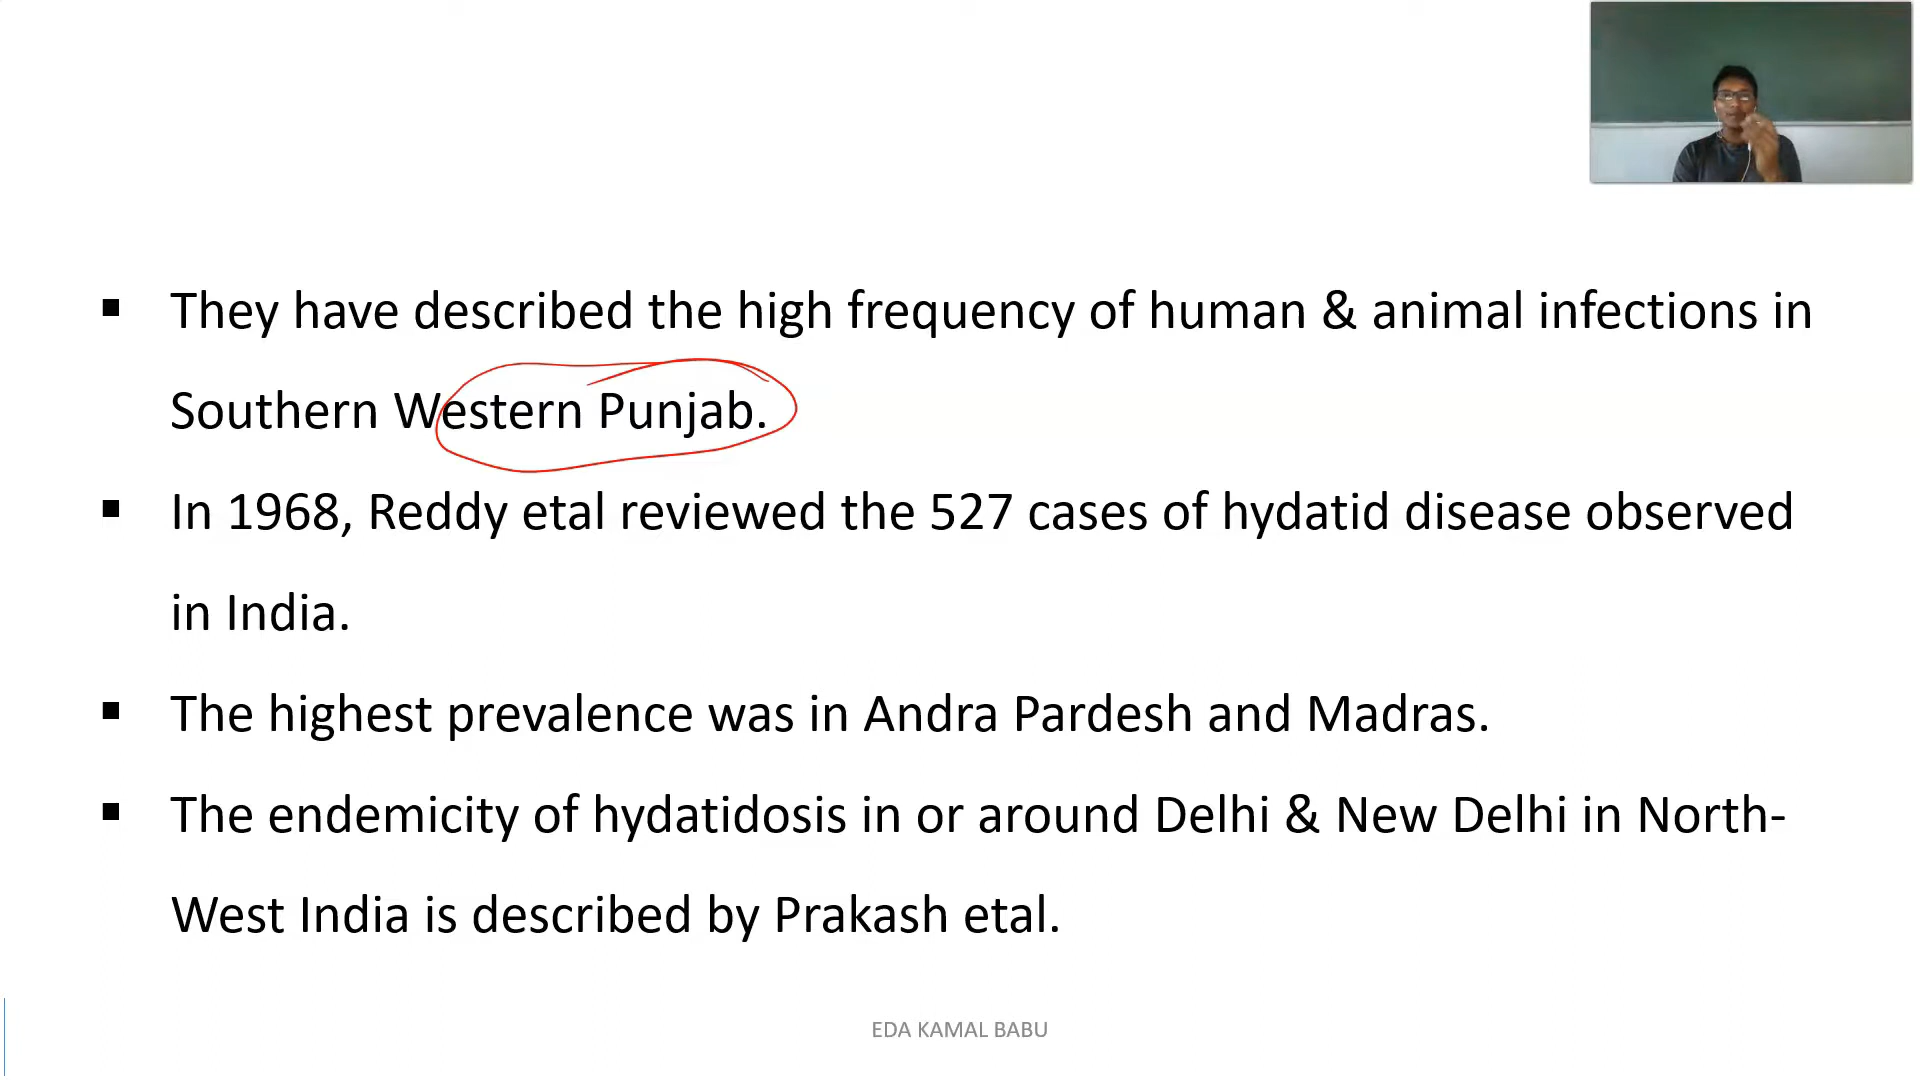 ▪ They have described the high frequency of human & animal infections in
Southern Western Punjab.
▪ In 1968, Reddy etal reviewed the 527 cases of hydatid disease observed
in India.
▪ The highest prevalence was in Andra Pardesh and Madras.
▪ The endemicity of hydatidosis in or around Delhi & New Delhi in North-
West India is described by Prakash etal.
EDA KAMAL BABU